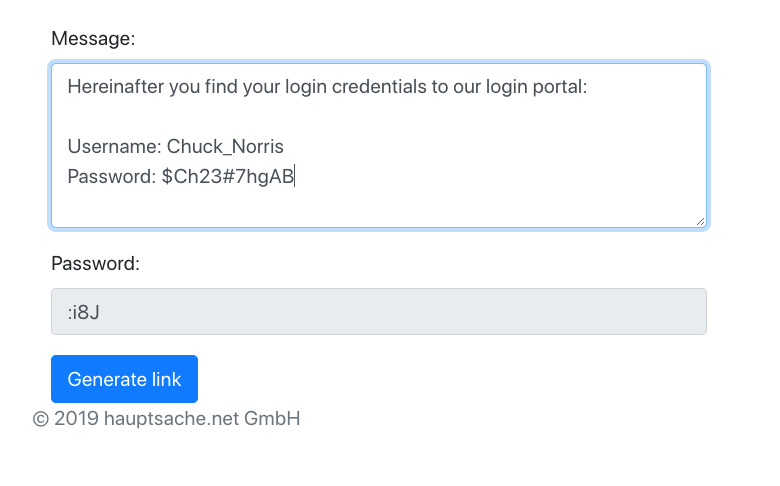 Message:
Hereinafter you find your login credentials to our login portal:
Username: Chuck_Norris
Password: $Ch23#7hgAB
Password:
:i8J
Generate link
© 2019 hauptsache.net GmbH